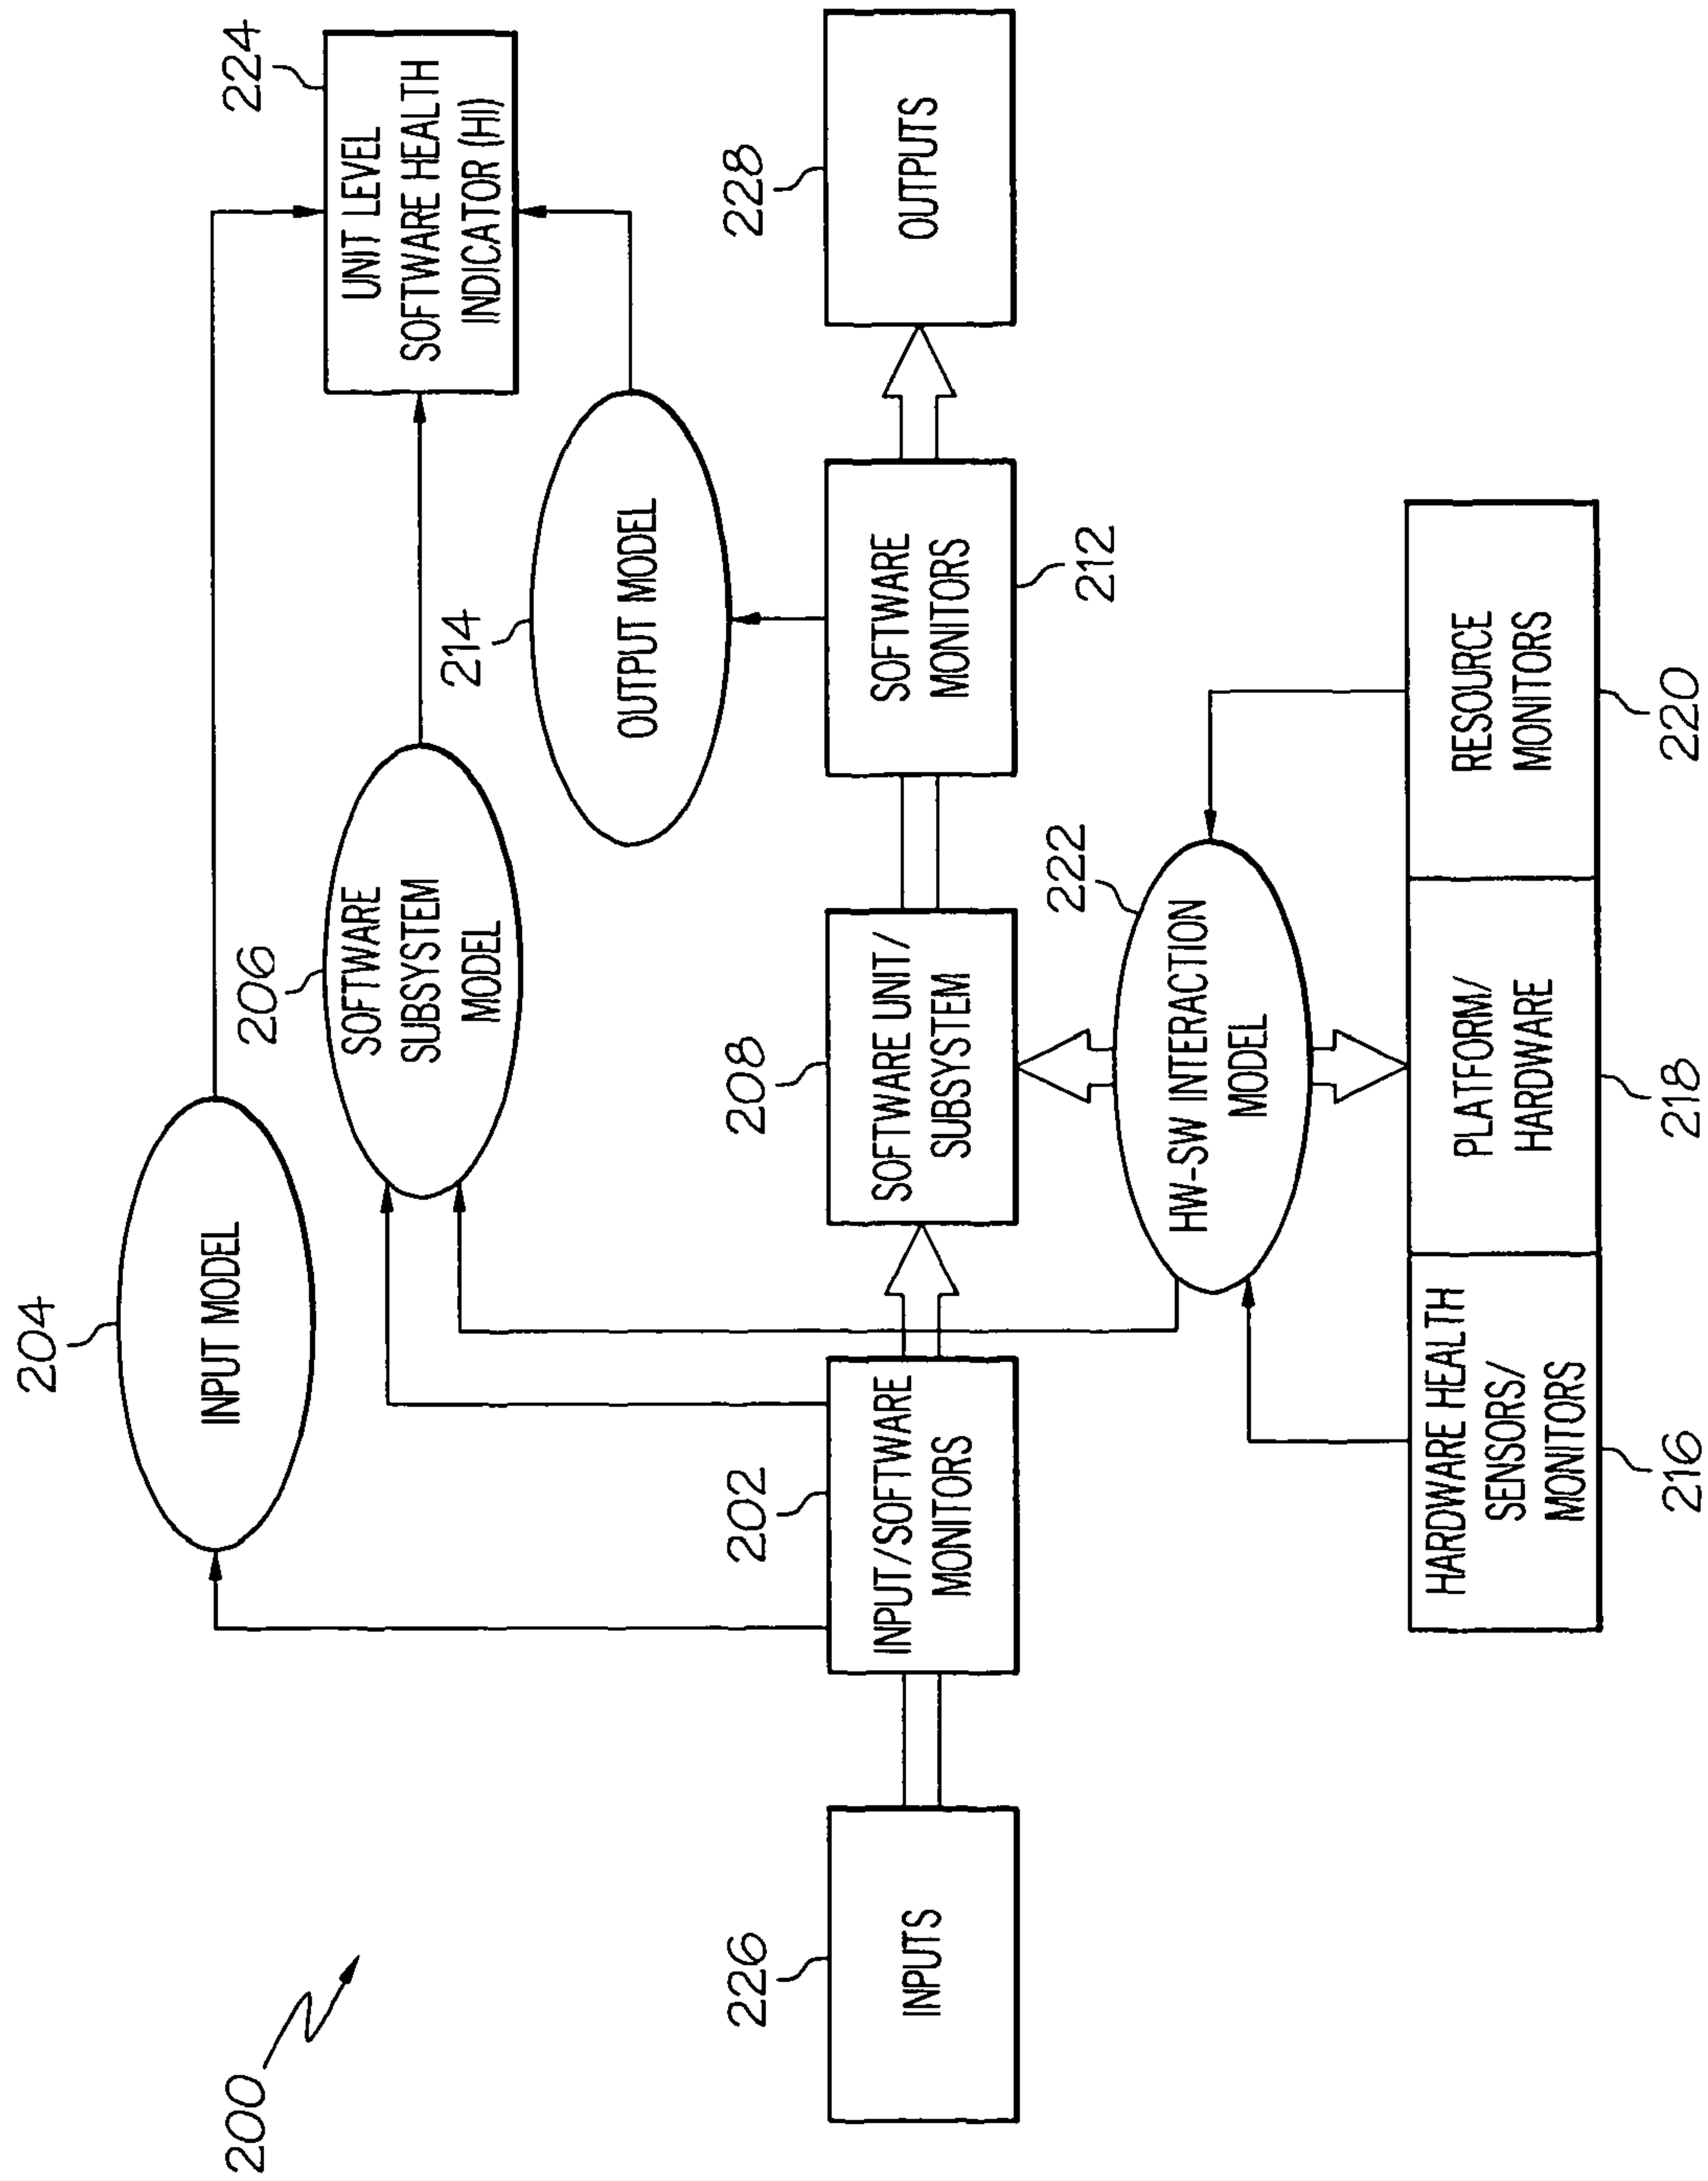 200
204
INPUT MODEL
206
SOFTWARE
SUBSYSTEM
MODEL
224
UNIT LEVEL
SOFTWARE HEALTH
INDICATOR (HI)
214
OUTPUT MODEL
226
INPUTS
202
INPUT/SOFTWARE
MONITORS
208
SOFTWARE UNIT/
SUBSYSTEM
SOFTWARE
MONITORS
212
228
OUTPUTS
222
HW-SW INTERACTION
MODEL
HARDWARE HEALTH
SENSORS/
MONITORS
216
PLATFORM/
HARDWARE
218
RESOURCE
MONITORS
220